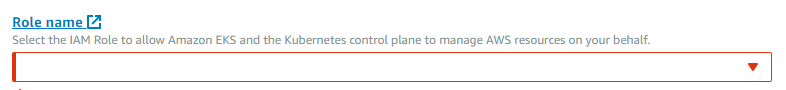 Role name
Select the IAM Role to allow Amazon EKS and the Kubernetes control plane to manage AWS resources on your behalf.